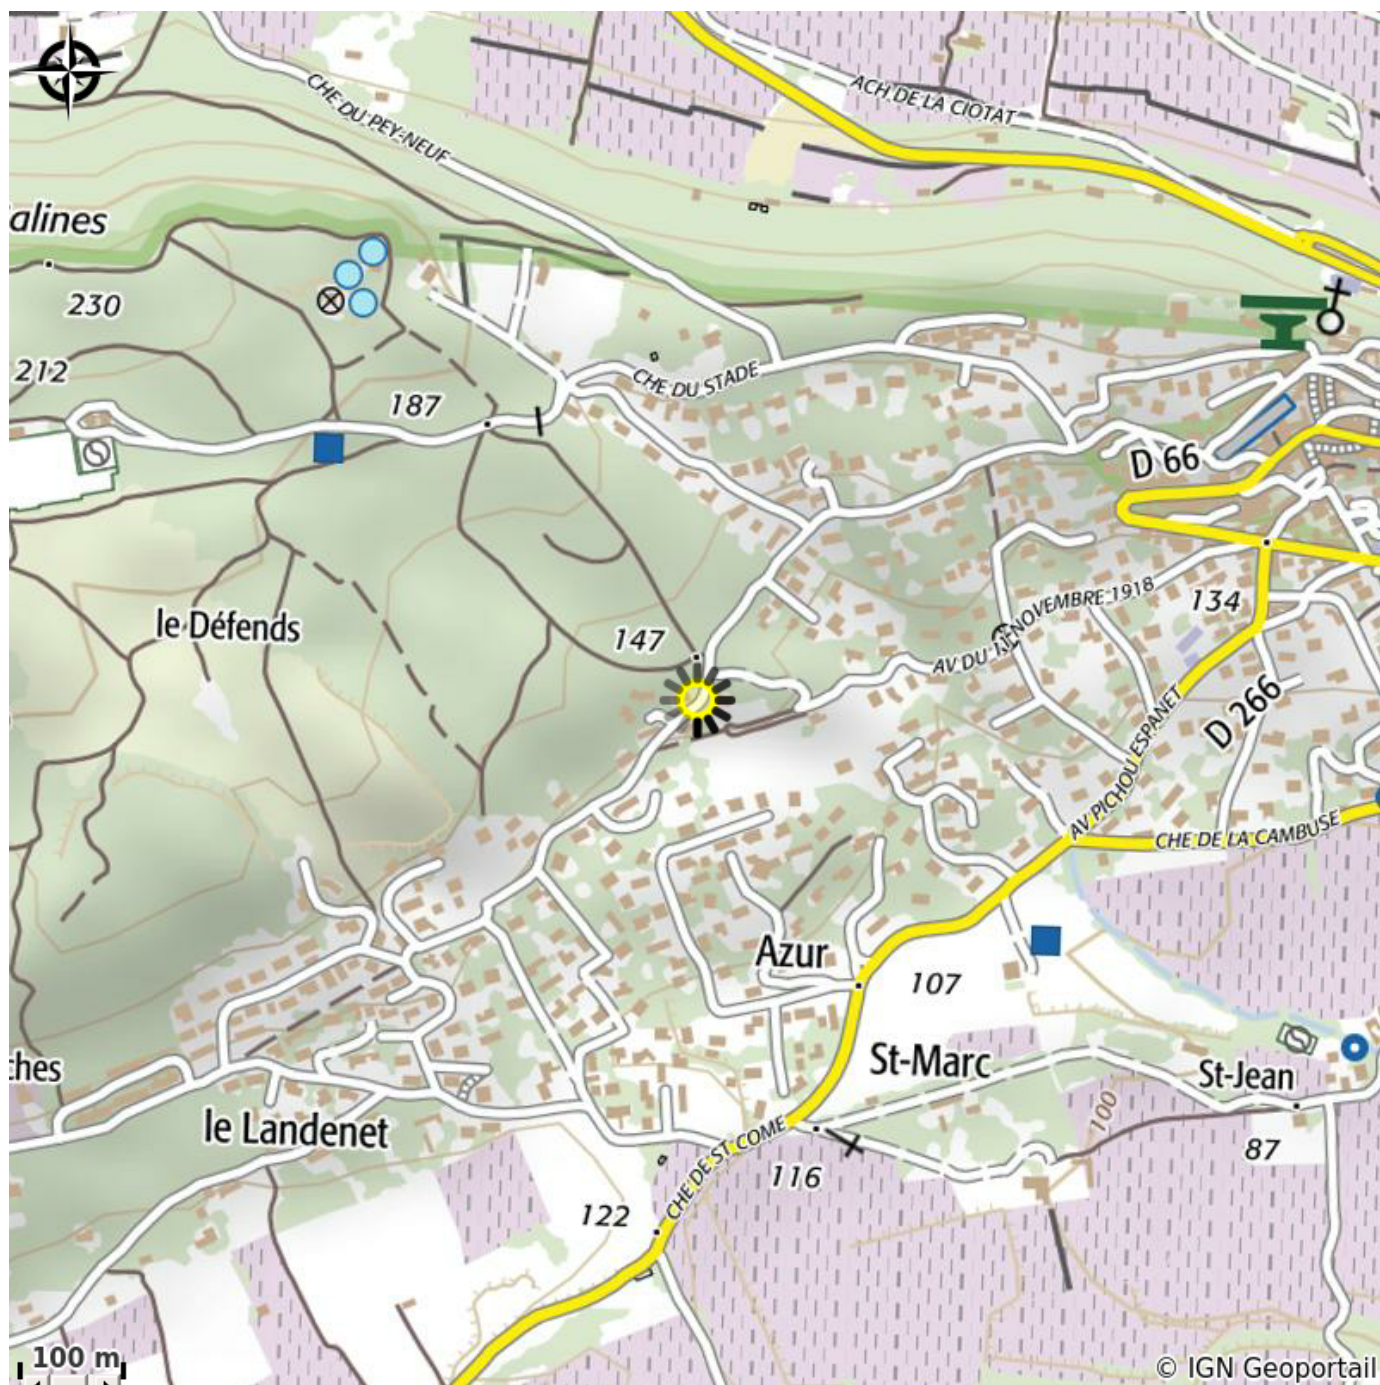 CHE DU PEY-NEUF
ACH DE LA CIOTAT
alines
230
212
187
CHE DU STADE
D 66
le Défends
147
AV DU 11 NOVEMBRE 1918
134
D 266
AV PICHOU ESPANET
CHE DE LA CAMBUSE
Azur
107
St-Marc
St-Jean
ches
le Landenet
100
87
CHE DE ST COME
116
122
100 m
© IGN Geoportail